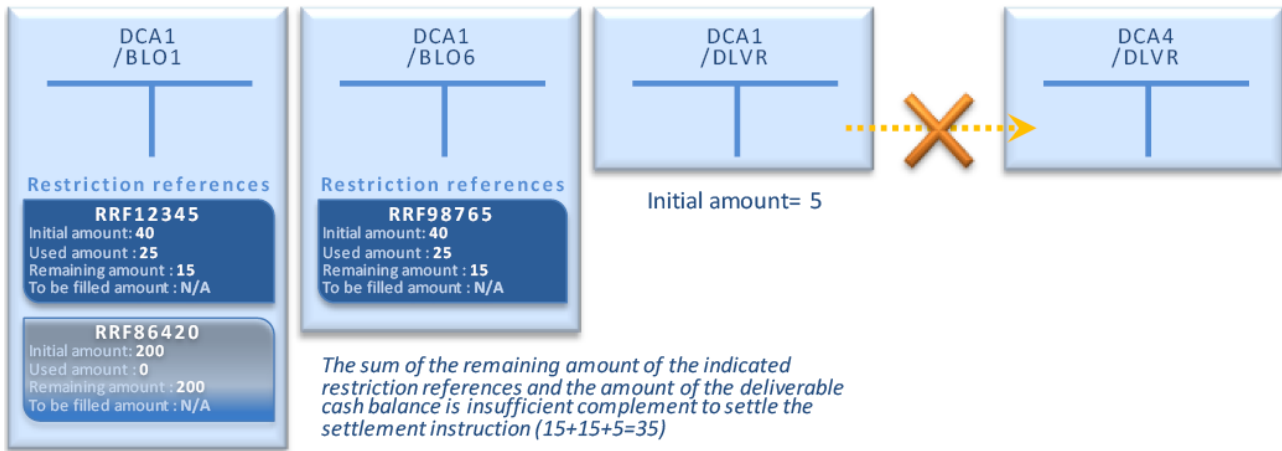 DCA1
/BLO1
Restriction references
RRF12345
Initial amount: 40
Used amount : 25
Remaining amount : 15
To be filled amount : N/A
RRF86420
Initial amount: 200
Used amount : 0
Remaining amount : 200
To be filled amount : N/A
DCA1
/BLO6
Restriction references
RRF98765
Initial amount: 40
Used amount : 25
Remaining amount : 15
To be filled amount : N/A
DCA1
/DLVR
Initial amount= 5
DCA4
/DLVR
The sum of the remaining amount of the indicated
restriction references and the amount of the deliverable
cash balance is insufficient complement to settle the
settlement instruction (15+15+5=35)